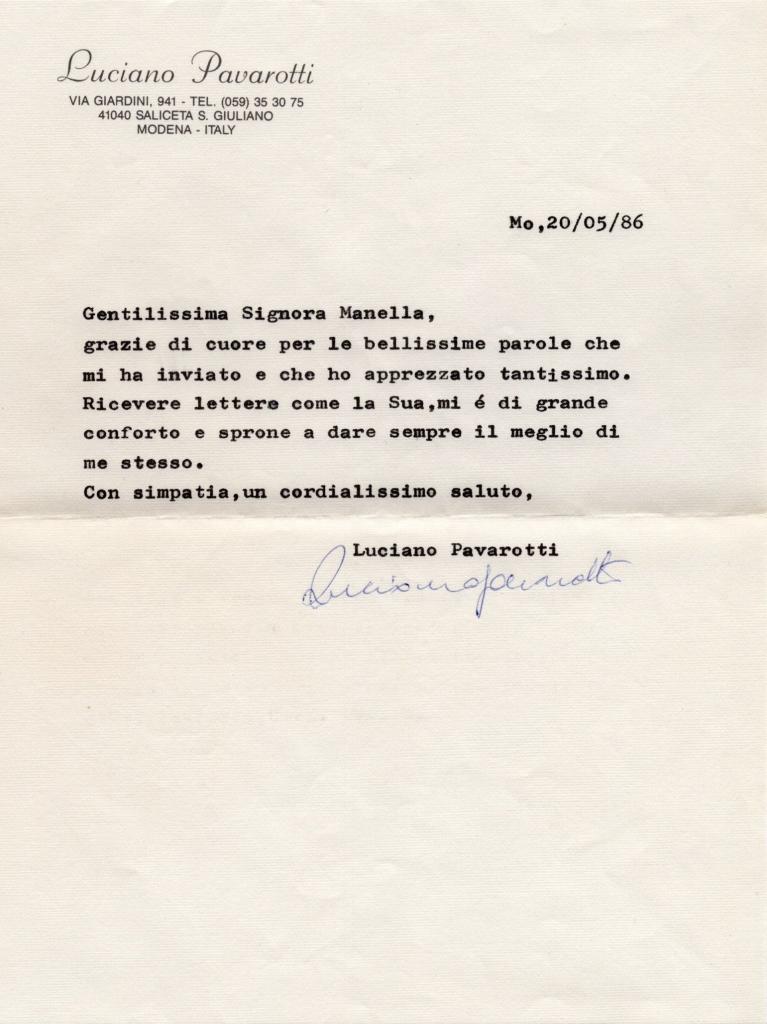 Luciano Pavarotti
VIA GIARDINI, 941 - TEL. (059) 35 30 75
41040 SALICETA S. GIULIANO
MODENA - ITALY
Mo,20/05/86
Gentilissima Signora Manella,
grazie di cuore per le bellissime parole che
mi ha inviato e che ho apprezzato tantissimo.
Ricevere lettere come la Sua,mi é di grande
conforto e sprone a dare sempre il meglio di
me stesso.
Con simpatia,un cordialissimo saluto,
Luciano Pavarotti
Luciano Pavarotti